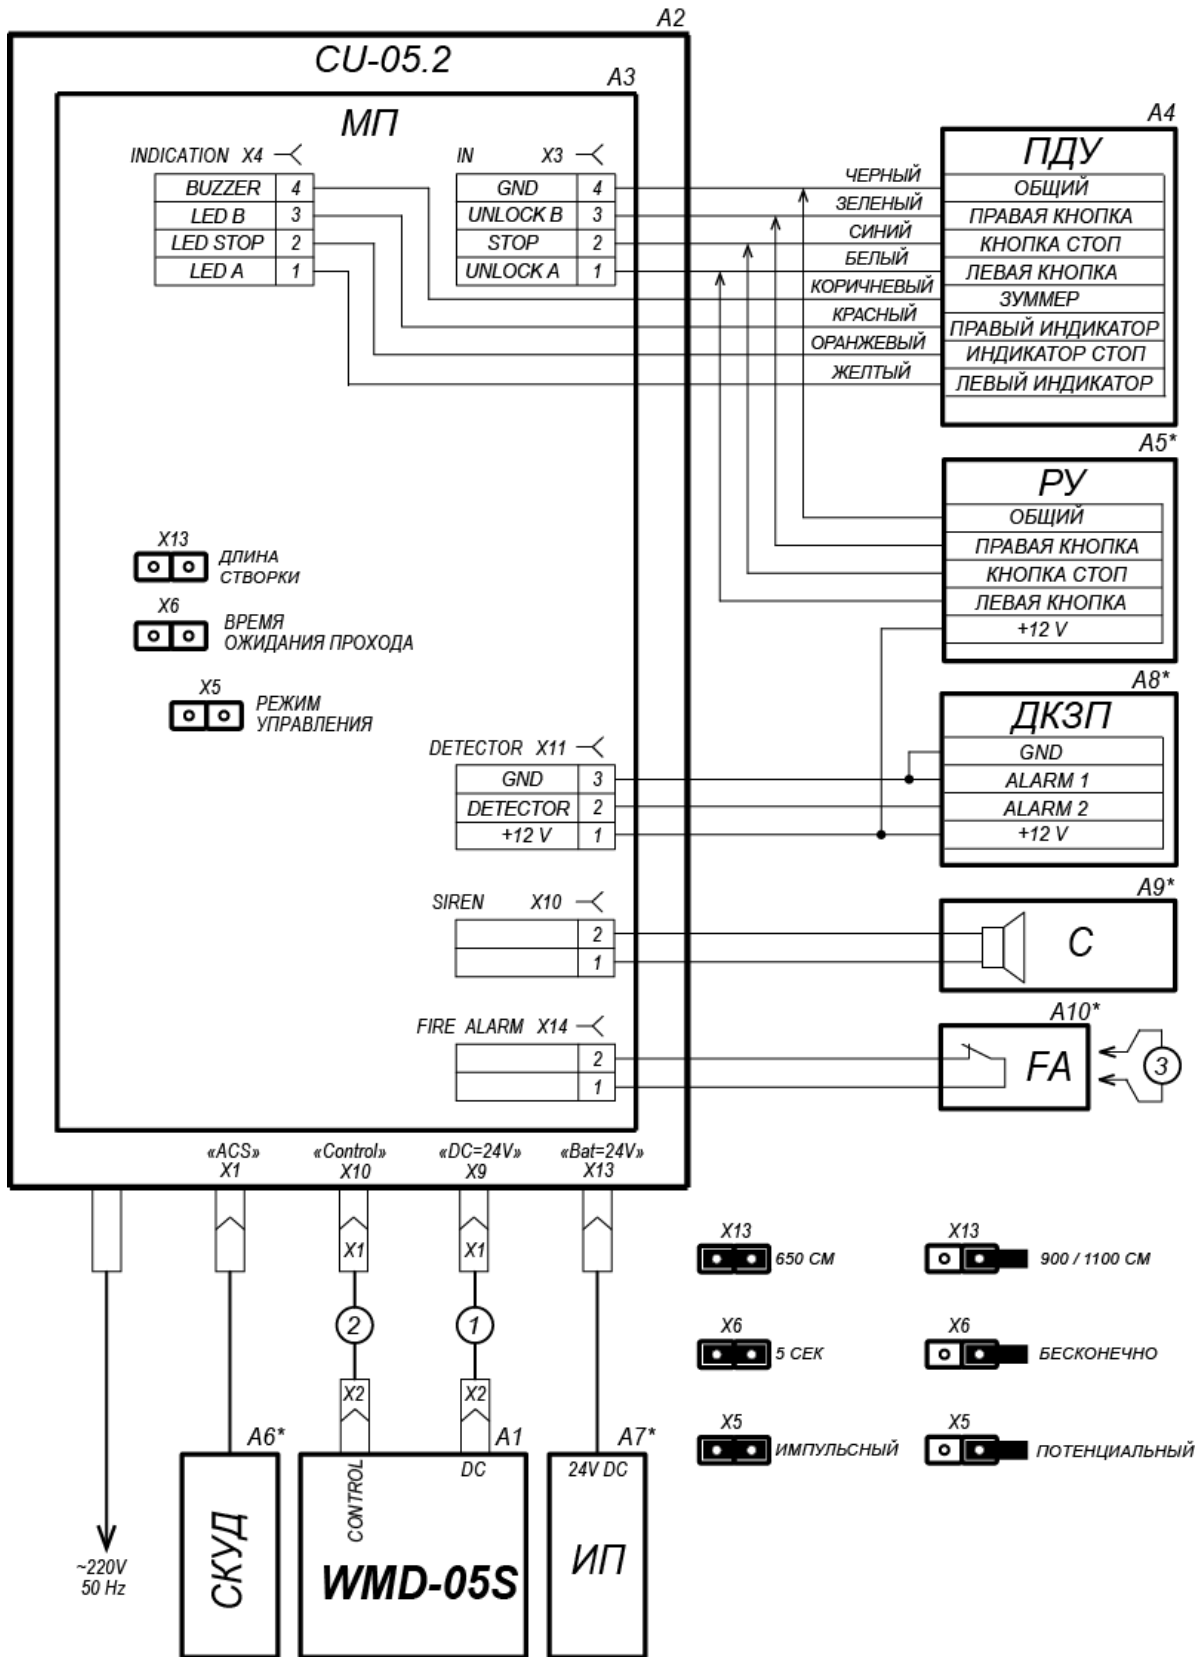 A2
CU-05.2
A3
МП
INDICATION X4
BUZZER 4
LED B 3
LED STOP 2
LED A 1
IN X3
GND 4
UNLOCK B 3
STOP 2
UNLOCK A 1
ЧЕРНЫЙ
ЗЕЛЕНЫЙ
СИНИЙ
БЕЛЫЙ
КОРИЧНЕВЫЙ
КРАСНЫЙ
ОРАНЖЕВЫЙ
ЖЕЛТЫЙ
A4
ПДУ
ОБЩИЙ
ПРАВАЯ КНОПКА
КНОПКА СТОП
ЛЕВАЯ КНОПКА
ЗУММЕР
ПРАВЫЙ ИНДИКАТОР
ИНДИКАТОР СТОП
ЛЕВЫЙ ИНДИКАТОР
A5*
РУ
ОБЩИЙ
ПРАВАЯ КНОПКА
КНОПКА СТОП
ЛЕВАЯ КНОПКА
+12 V
X13
ДЛИНА
СТВОРКИ
X6
ВРЕМЯ
ОЖИДАНИЯ ПРОХОДА
X5
РЕЖИМ
УПРАВЛЕНИЯ
DETECTOR X11
GND 3
DETECTOR 2
+12 V 1
A8*
ДКЗП
GND
ALARM 1
ALARM 2
+12 V
SIREN X10
2
1
A9*
C
FIRE ALARM X14
2
1
A10*
FA
3
«ACS»
X1
«Control»
X10
«DC=24V»
X9
«Bat=24V»
X13
X1
X1
2
1
X2
X2
~220V
50 Hz
A6*
СКУД
A1
CONTROL
DC
WMD-05S
A7*
24V DC
ИП
X13
650 СМ
X13
900 / 1100 СМ
X6
5 СЕК
X6
БЕСКОНЕЧНО
X5
ИМПУЛЬСНЫЙ
X5
ПОТЕНЦИАЛЬНЫЙ